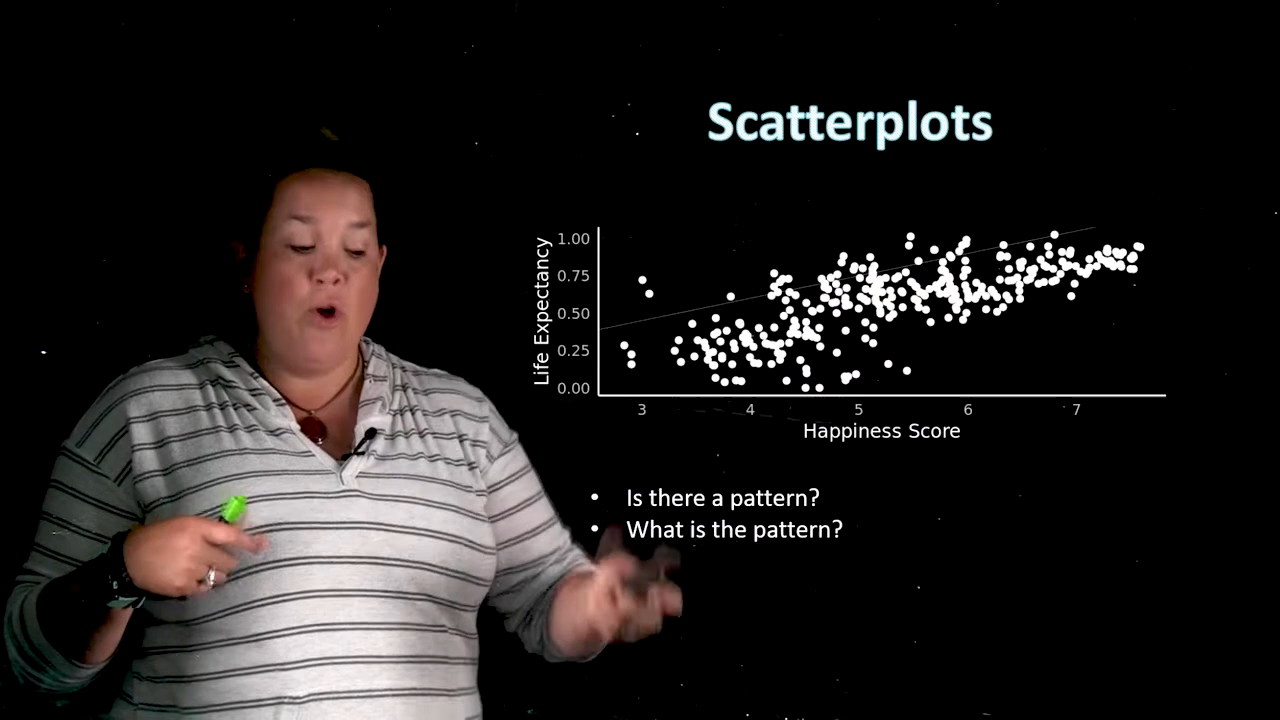 Scatterplots
Life Expectancy
1.00
0.75
0.50
0.25
0.00
3 4 5 6 7
Happiness Score
• Is there a pattern?
• What is the pattern?